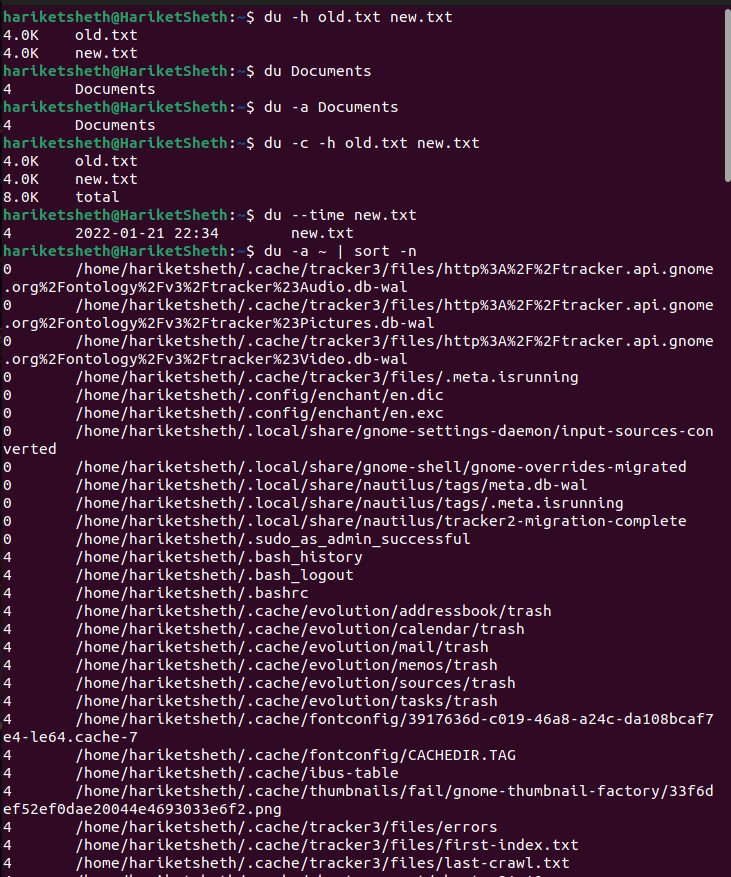 hariketsheth@HariketSheth:~$ du -h old.txt new.txt
4.0K    old.txt
4.0K    new.txt
hariketsheth@HariketSheth:~$ du Documents
4       Documents
hariketsheth@HariketSheth:~$ du -a Documents
4       Documents
hariketsheth@HariketSheth:~$ du -c -h old.txt new.txt
4.0K    old.txt
4.0K    new.txt
8.0K    total
hariketsheth@HariketSheth:~$ du --time new.txt
4       2022-01-21 22:34        new.txt
hariketsheth@HariketSheth:~$ du -a ~ | sort -n
0       /home/hariketsheth/.cache/tracker3/files/http%3A%2F%2Ftracker.api.gnome
.org%2Fontology%2Fv3%2Ftracker%23Audio.db-wal
0       /home/hariketsheth/.cache/tracker3/files/http%3A%2F%2Ftracker.api.gnome
.org%2Fontology%2Fv3%2Ftracker%23Pictures.db-wal
0       /home/hariketsheth/.cache/tracker3/files/http%3A%2F%2Ftracker.api.gnome
.org%2Fontology%2Fv3%2Ftracker%23Video.db-wal
0       /home/hariketsheth/.cache/tracker3/files/.meta.isrunning
0       /home/hariketsheth/.config/enchant/en.dic
0       /home/hariketsheth/.config/enchant/en.exc
0       /home/hariketsheth/.local/share/gnome-settings-daemon/input-sources-con
verted
0       /home/hariketsheth/.local/share/gnome-shell/gnome-overrides-migrated
0       /home/hariketsheth/.local/share/nautilus/tags/meta.db-wal
0       /home/hariketsheth/.local/share/nautilus/tags/.meta.isrunning
0       /home/hariketsheth/.local/share/nautilus/tracker2-migration-complete
0       /home/hariketsheth/.sudo_as_admin_successful
4       /home/hariketsheth/.bash_history
4       /home/hariketsheth/.bash_logout
4       /home/hariketsheth/.bashrc
4       /home/hariketsheth/.cache/evolution/addressbook/trash
4       /home/hariketsheth/.cache/evolution/calendar/trash
4       /home/hariketsheth/.cache/evolution/mail/trash
4       /home/hariketsheth/.cache/evolution/memos/trash
4       /home/hariketsheth/.cache/evolution/sources/trash
4       /home/hariketsheth/.cache/evolution/tasks/trash
4       /home/hariketsheth/.cache/fontconfig/3917636d-c019-46a8-a24c-da108bcaf7
e4-le64.cache-7
4       /home/hariketsheth/.cache/fontconfig/CACHEDIR.TAG
4       /home/hariketsheth/.cache/ibus-table
4       /home/hariketsheth/.cache/thumbnails/fail/gnome-thumbnail-factory/33f6d
ef52ef0dae20044e4693033e6f2.png
4       /home/hariketsheth/.cache/tracker3/files/errors
4       /home/hariketsheth/.cache/tracker3/files/first-index.txt
4       /home/hariketsheth/.cache/tracker3/files/last-crawl.txt